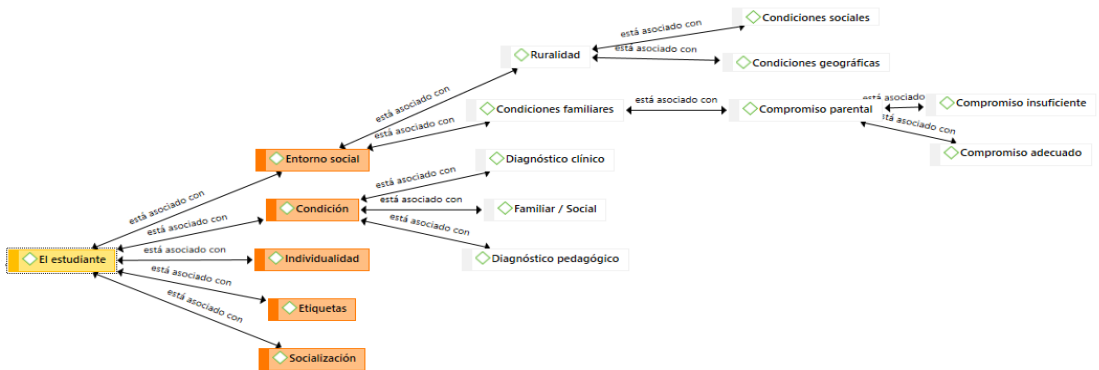 Condiciones sociales
está asociado con
Ruralidad
está asociado con
Condiciones geográficas
está asociado con
Condiciones familiares
está asociado con
Compromiso parental
está asociado
Compromiso insuficiente
está asociado con
Compromiso adecuado
está asociado con
Entorno social
Diagnóstico clínico
está asociado con
está asociado con
Condición
está asociado con
Familiar / Social
está asociado con
está asociado con
Diagnóstico pedagógico
El estudiante
está asociado con
Individualidad
está asociado con
Etiquetas
está asociado con
Socialización